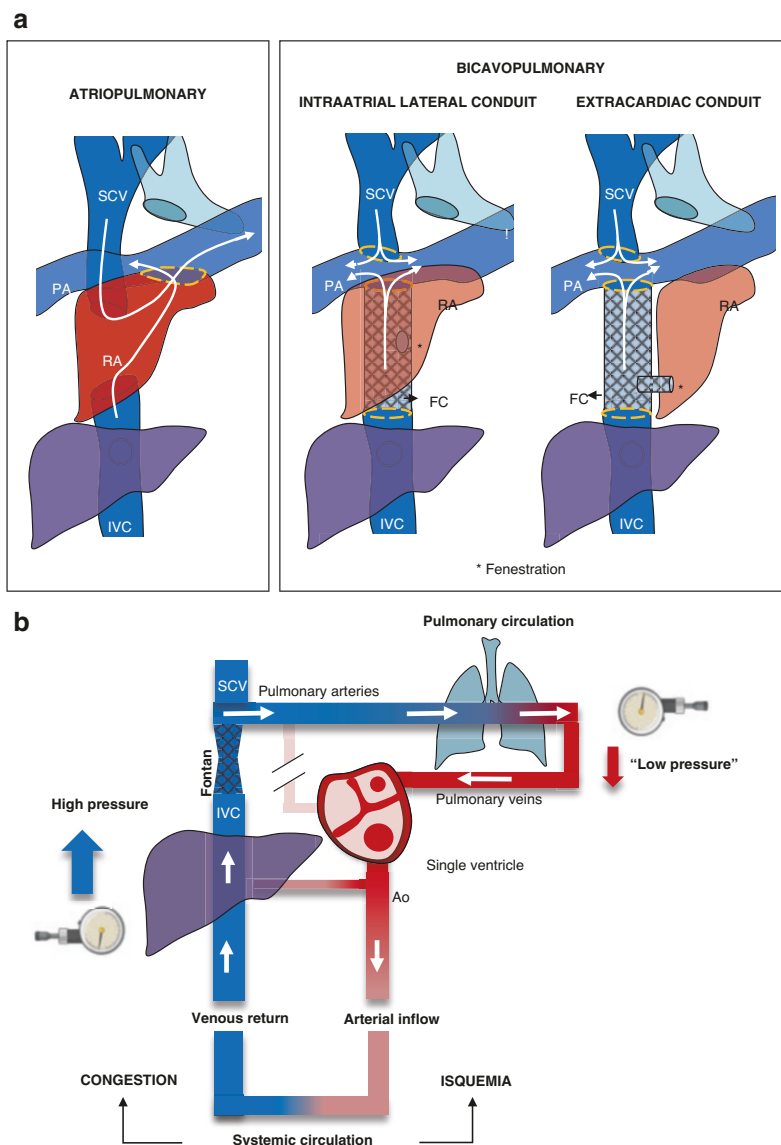 a
BICAVOPULMONARY
ATRIOPULMONARY
INTRAATRIAL LATERAL CONDUIT
EXTRACARDIAC CONDUIT
SCV
SCV
SCV
PA
PA
PA
RA
RA
RA
*
*
FC
FC
IVC
IVC
IVC
* Fenestration
b
Pulmonary circulation
SCV
Pulmonary arteries
Fontan
"Low pressure"
High pressure
IVC
Pulmonary veins
Single ventricle
Ao
Venous return
Arterial inflow
CONGESTION
ISQUEMIA
Systemic circulation